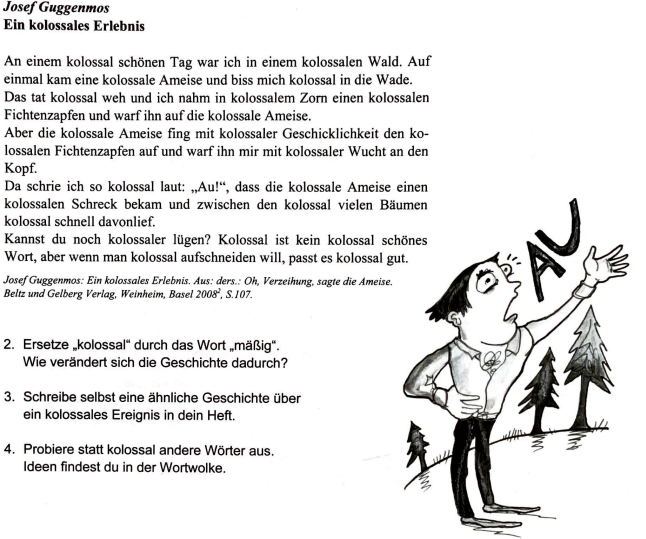 Josef Guggenmos
Ein kolossales Erlebnis
An einem kolossal schönen Tag war ich in einem kolossalen Wald. Auf
einmal kam eine kolossale Ameise und biss mich kolossal in die Wade.
Das tat kolossal weh und ich nahm in kolossalem Zorn einen kolossalen
Fichtenzapfen und warf ihn auf die kolossale Ameise.
Aber die kolossale Ameise fing mit kolossaler Geschicklichkeit den ko-
lossalen Fichtenzapfen auf und warf ihn mir mit kolossaler Wucht an den
Kopf.
Da schrie ich so kolossal laut: „Au!“, dass die kolossale Ameise einen
kolossalen Schreck bekam und zwischen den kolossal vielen Bäumen
kolossal schnell davonlief.
Kannst du noch kolossaler lügen? Kolossal ist kein kolossal schönes
Wort, aber wenn man kolossal aufschneiden will, passt es kolossal gut.
Josef Guggenmos: Ein kolossales Erlebnis. Aus: ders.: Oh, Verzeihung, sagte die Ameise.
Beltz und Gelberg Verlag, Weinheim, Basel 2008², S.107.
AU
2. Ersetze „kolossal“ durch das Wort „mäßig“.
Wie verändert sich die Geschichte dadurch?
3. Schreibe selbst eine ähnliche Geschichte über
ein kolossales Ereignis in dein Heft.
4. Probiere statt kolossal andere Wörter aus.
Ideen findest du in der Wortwolke.